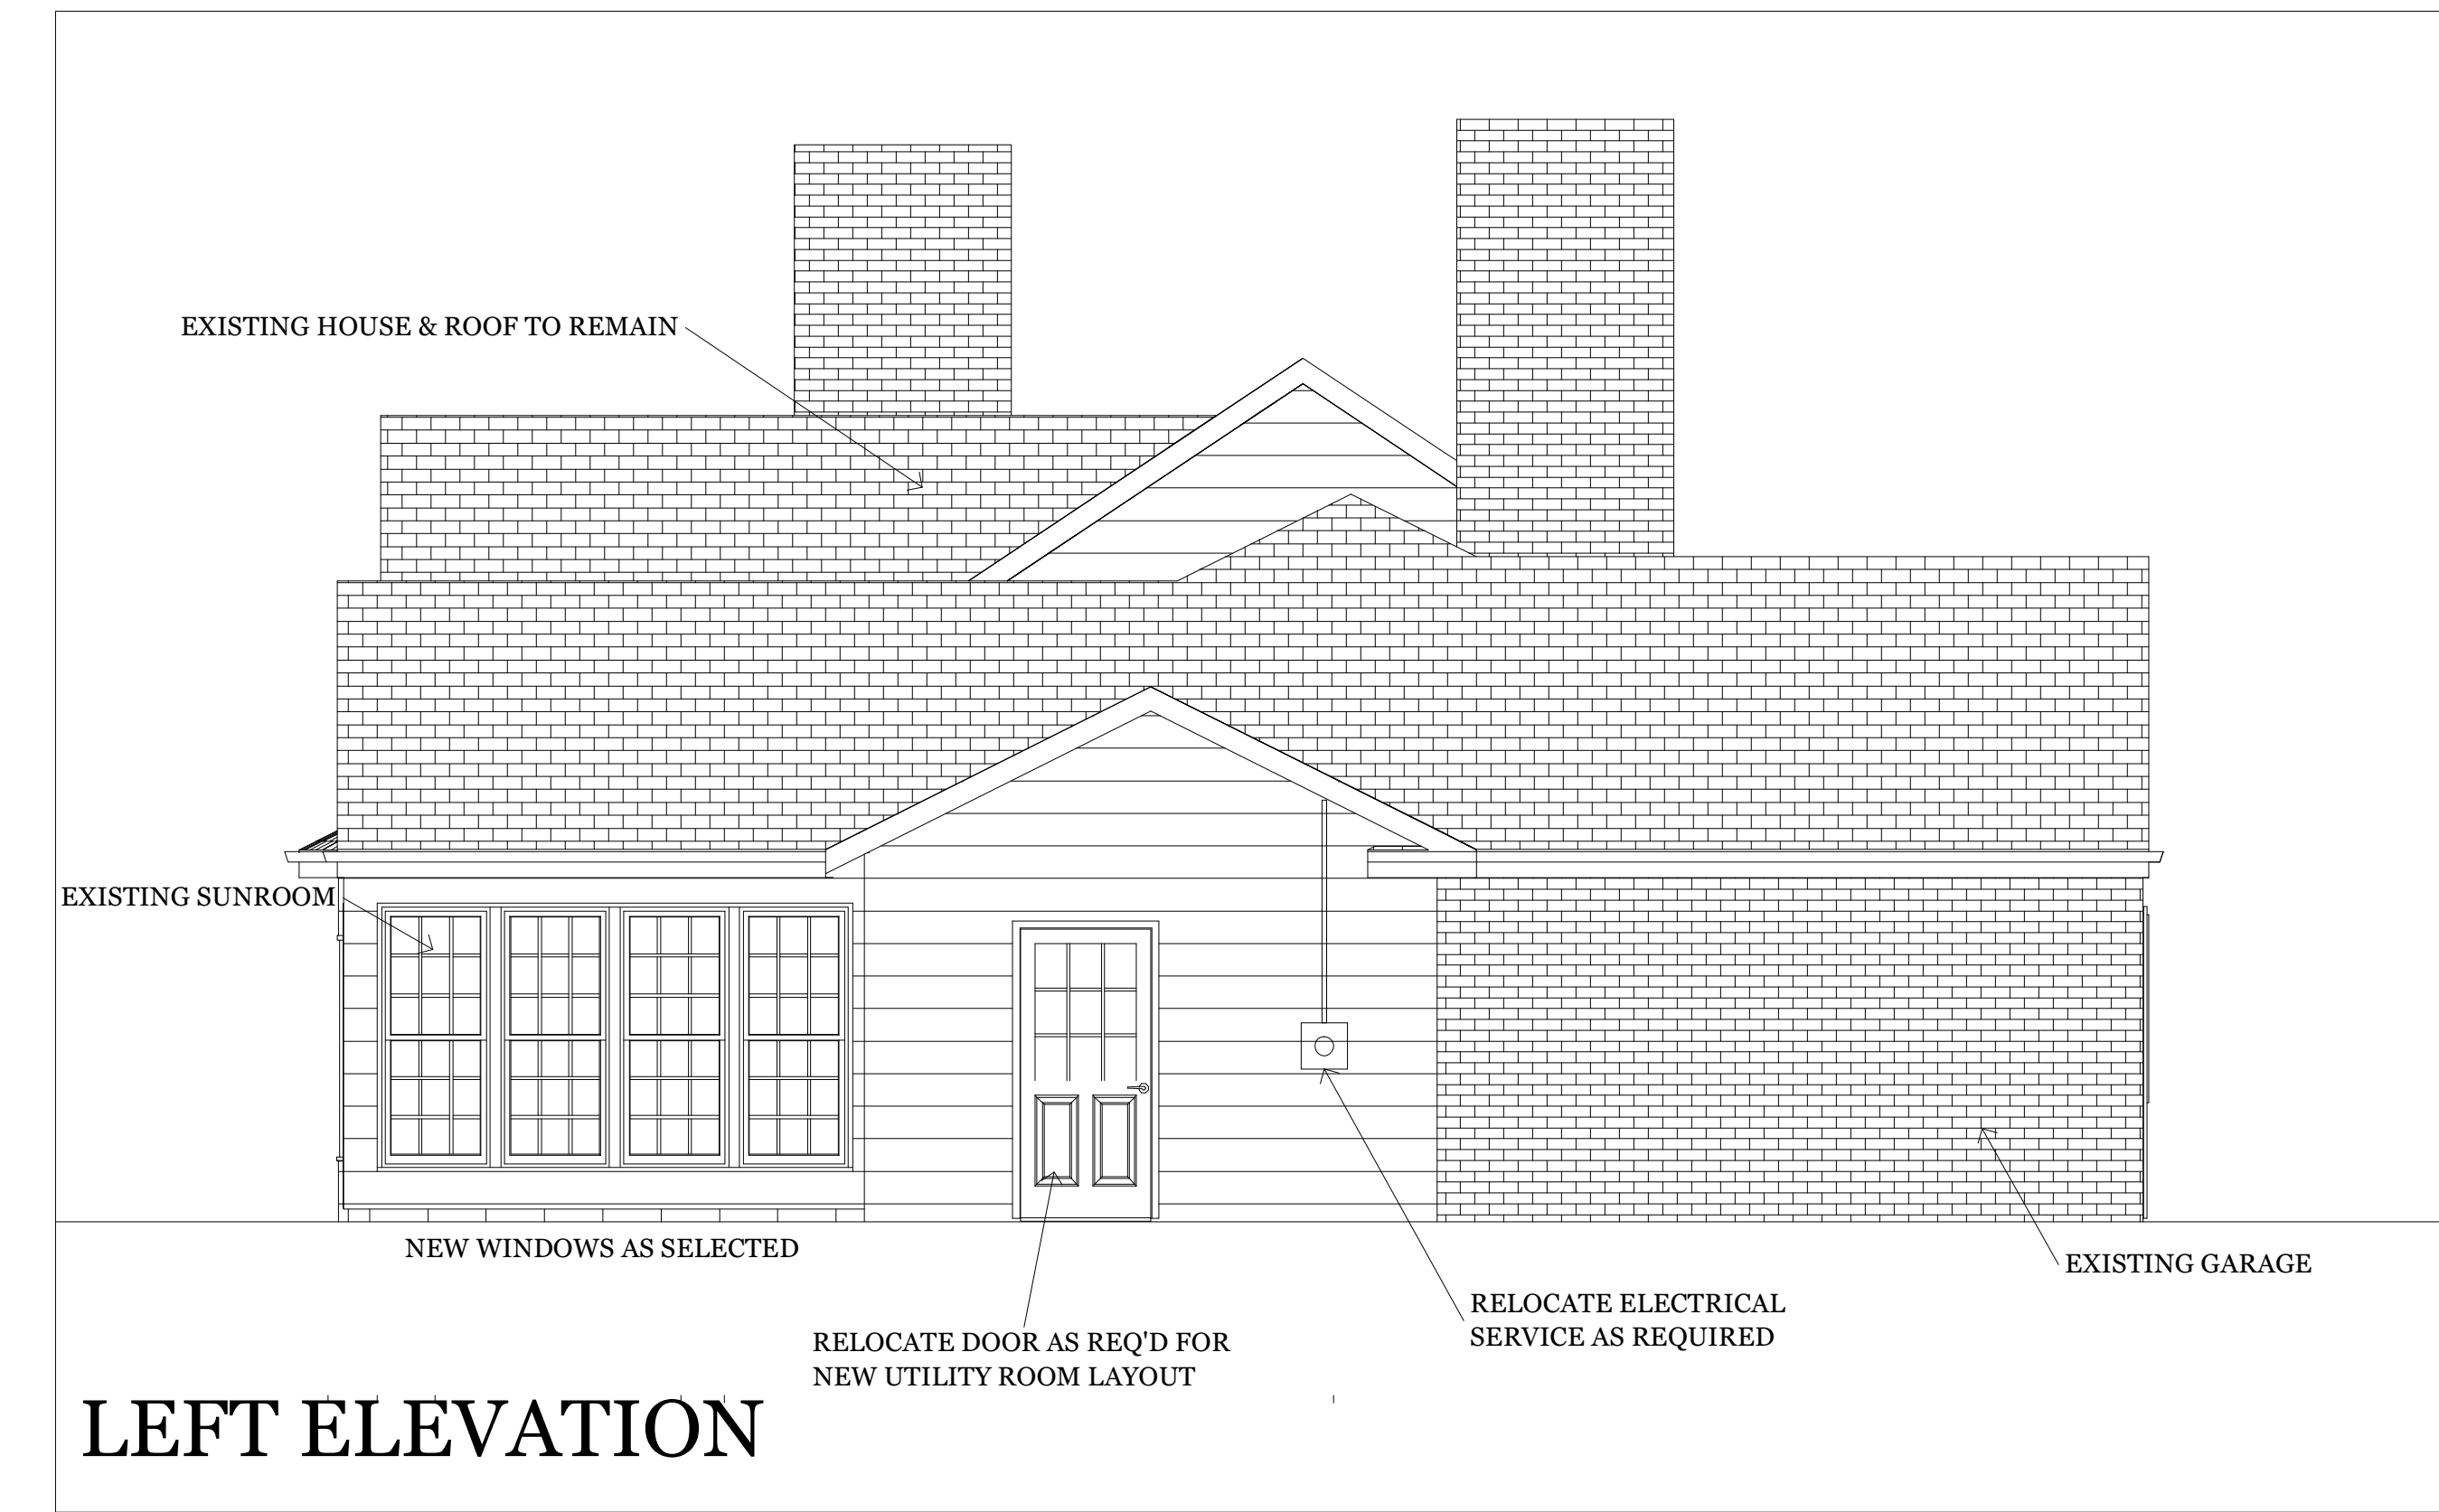 EXISTING HOUSE & ROOF TO REMAIN
EXISTING SUNROOM
NEW WINDOWS AS SELECTED
EXISTING GARAGE
RELOCATE ELECTRICAL
SERVICE AS REQUIRED
RELOCATE DOOR AS REQ'D FOR
NEW UTILITY ROOM LAYOUT
LEFT ELEVATION